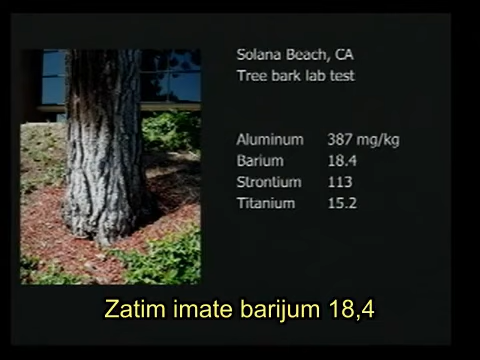 Solana Beach, CA
Tree bark lab test
Aluminum 387 mg/kg
Barium 18.4
Strontium 113
Titanium 15.2
Zatim imate barijum 18,4